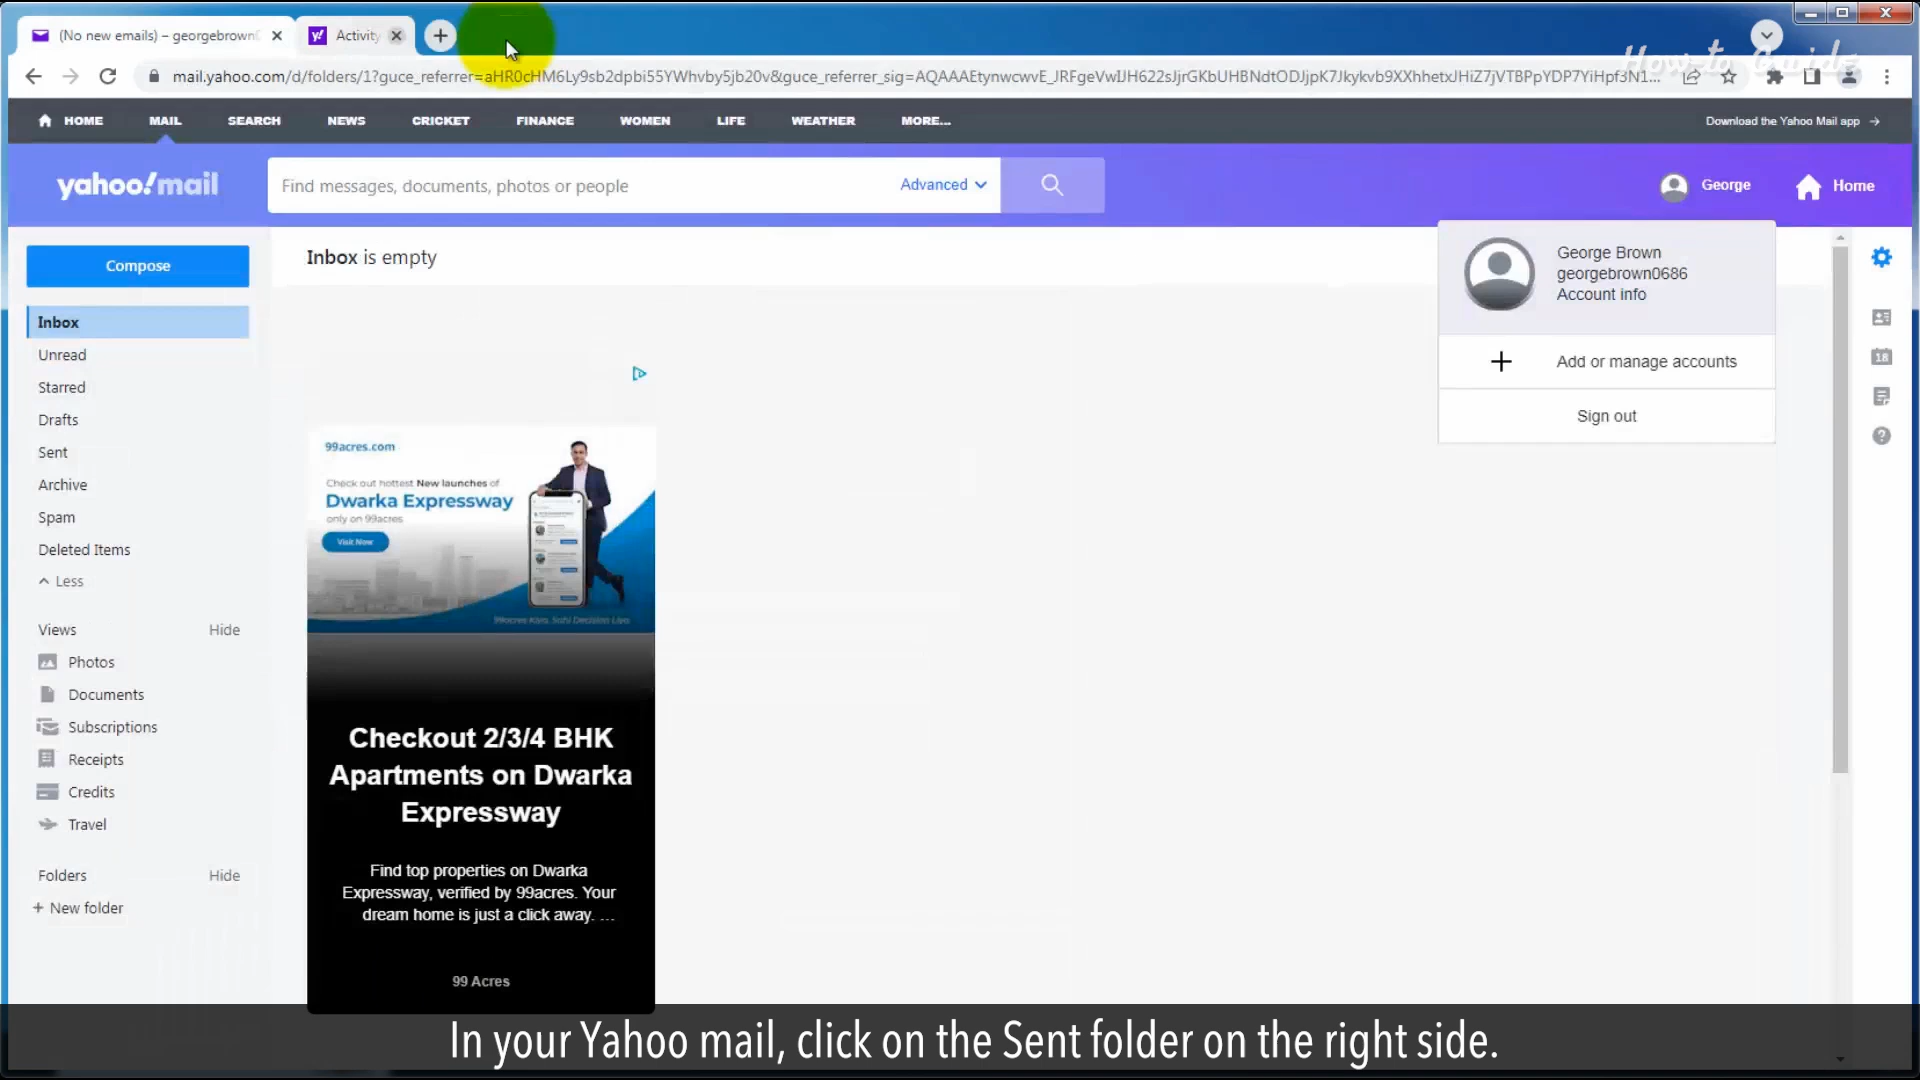 (No new emails) – georgebrown0
Activity
How-to Guide
mail.yahoo.com/d/folders/1?guce_referrer=aHR0cHM6Ly9sb2dpbi55YWhvby5jb20v&guce_referrer_sig=AQAAAEtynwcwvE_JRFgeVwIJH622sJjrGKbUHBNdtODJjpK7Jkykvb9XXhhetxJHiZ7jVTBPpYDP7YiHpf3N1...
HOME MAIL SEARCH NEWS CRICKET FINANCE WOMEN LIFE WEATHER MORE...
Download the Yahoo Mail app →
yahoo!mail
Find messages, documents, photos or people
Advanced
George
Home
Compose
Inbox
Unread
Starred
Drafts
Sent
Archive
Spam
Deleted Items
Less
Views Hide
Photos
Documents
Subscriptions
Receipts
Credits
Travel
Folders Hide
+ New folder
Inbox is empty
99acres.com
Check out hottest New launches of
Dwarka Expressway
only on 99acres
Visit Now
Checkout 2/3/4 BHK
Apartments on Dwarka
Expressway
Find top properties on Dwarka
Expressway, verified by 99acres. Your
dream home is just a click away. ...
99 Acres
George Brown
georgebrown0686
Account info
Add or manage accounts
Sign out
18
In your Yahoo mail, click on the Sent folder on the right side.